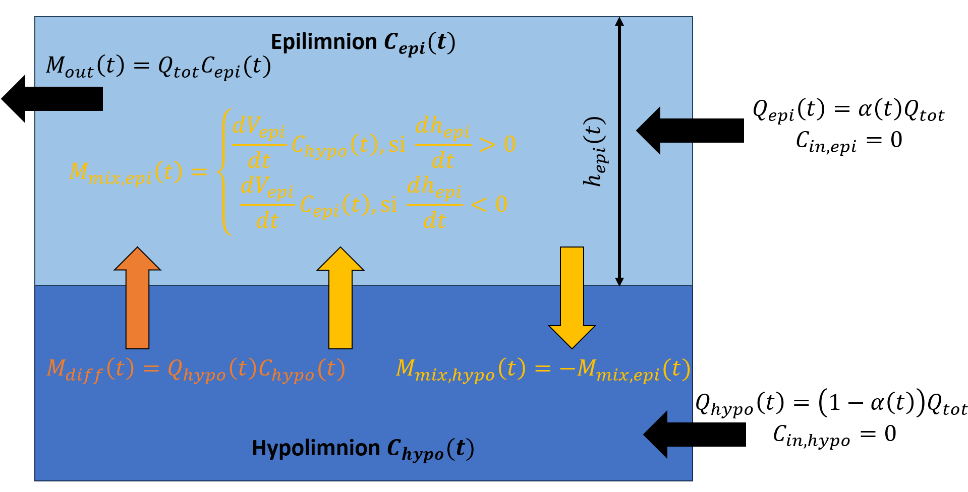 Epilimnion C_epi(t)
M_out(t) = Q_tot C_epi(t)
Q_epi(t) = α(t)Q_tot
C_in,epi = 0
h_epi(t)
M_mix,epi(t) = { dV_epi/dt C_hypo(t), si dh_epi/dt > 0
dV_epi/dt C_epi(t), si dh_epi/dt < 0
M_diff(t) = Q_hypo(t)C_hypo(t)
M_mix,hypo(t) = −M_mix,epi(t)
Q_hypo(t) = (1 − α(t))Q_tot
C_in,hypo = 0
Hypolimnion C_hypo(t)